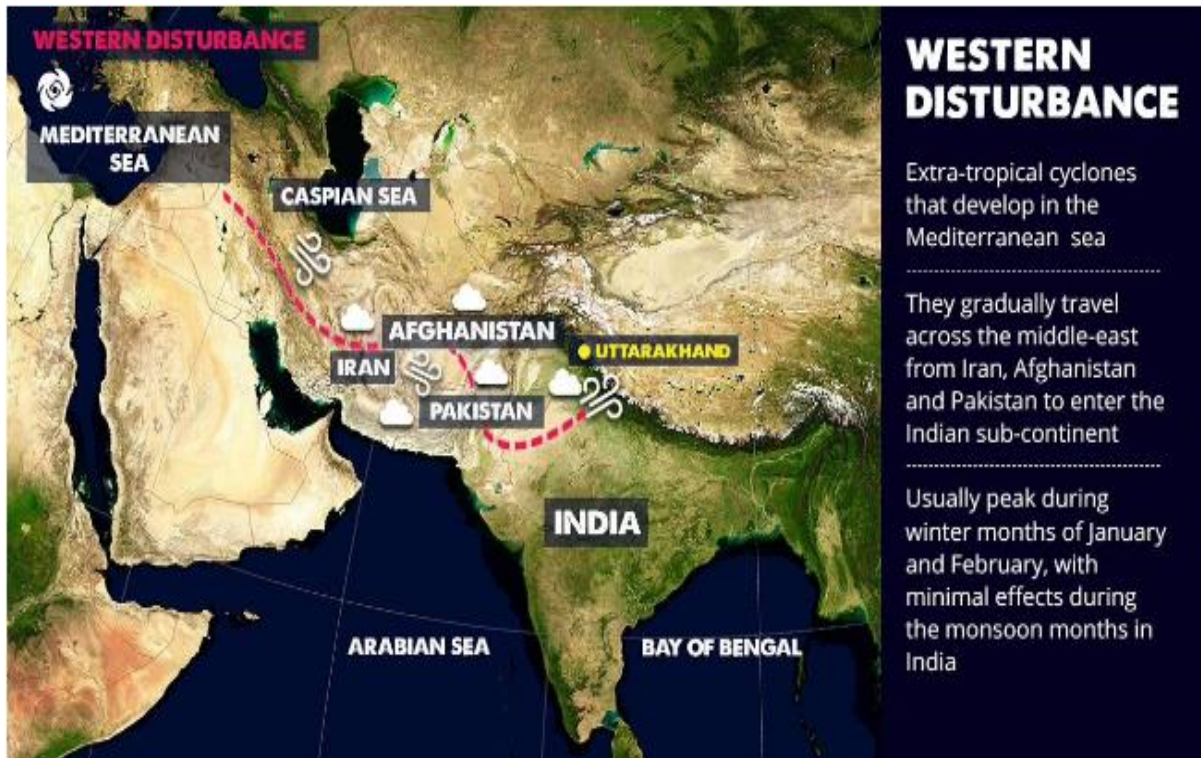 WESTERN DISTURBANCE
MEDITERRANEAN
SEA
CASPIAN SEA
AFGHANISTAN
UTTARAKHAND
IRAN
PAKISTAN
INDIA
ARABIAN SEA
BAY OF BENGAL
WESTERN
DISTURBANCE
Extra-tropical cyclones
that develop in the
Mediterranean sea
They gradually travel
across the middle-east
from Iran, Afghanistan
and Pakistan to enter the
Indian sub-continent
Usually peak during
winter months of January
and February, with
minimal effects during
the monsoon months in
India